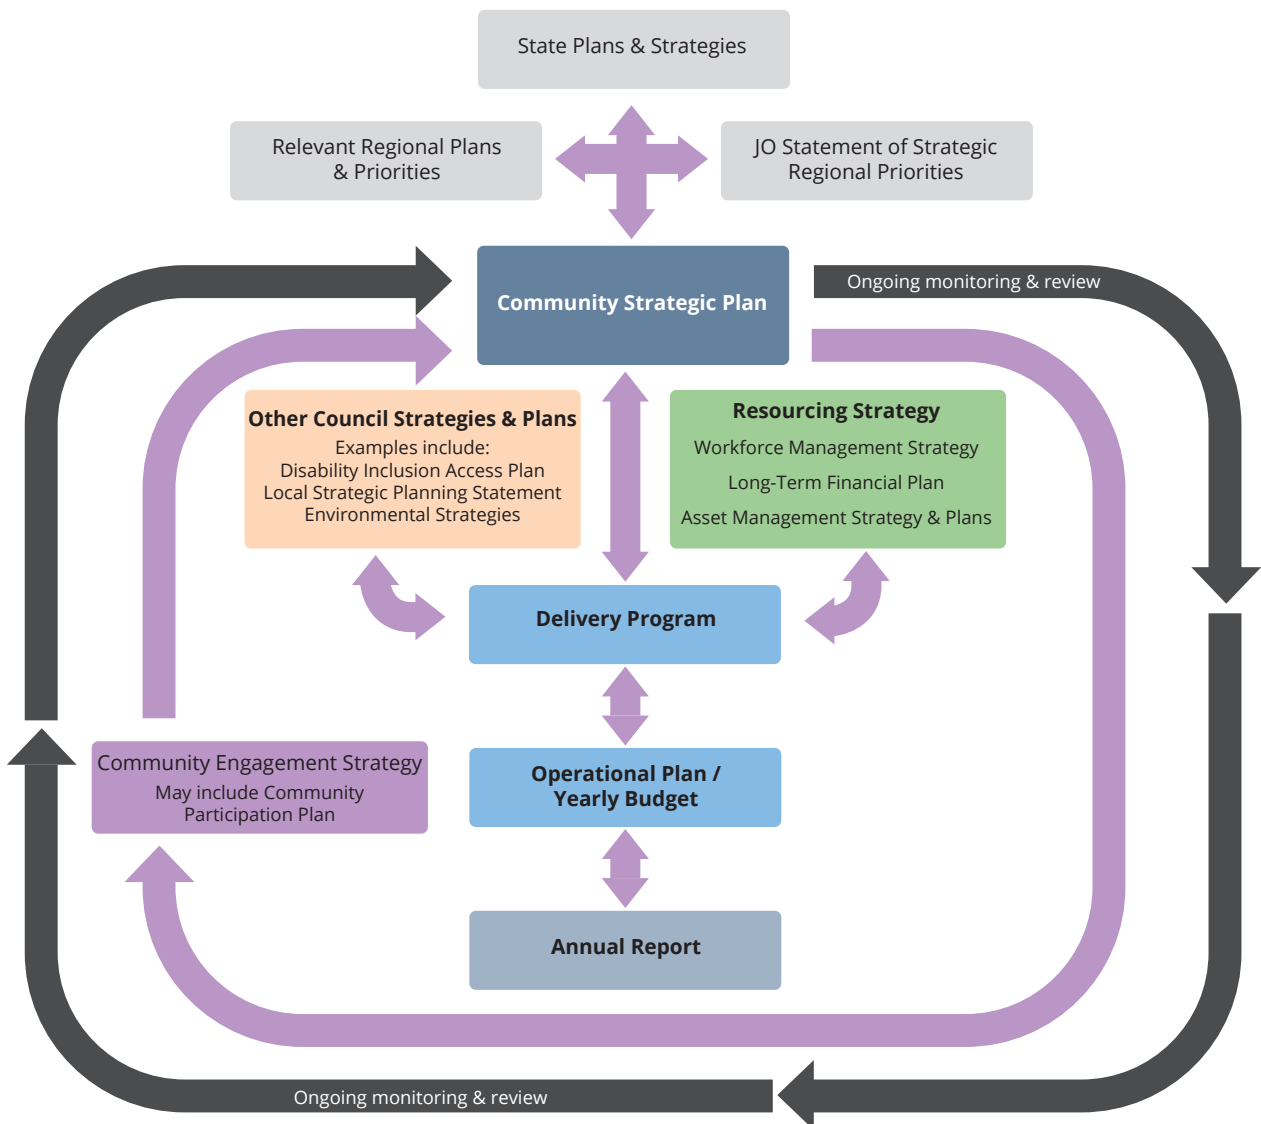 State Plans & Strategies
Relevant Regional Plans
& Priorities
JO Statement of Strategic
Regional Priorities
Community Strategic Plan
Ongoing monitoring & review
Other Council Strategies & Plans
Examples include:
Disability Inclusion Access Plan
Local Strategic Planning Statement
Environmental Strategies
Resourcing Strategy
Workforce Management Strategy
Long-Term Financial Plan
Asset Management Strategy & Plans
Delivery Program
Community Engagement Strategy
May include Community
Participation Plan
Operational Plan /
Yearly Budget
Annual Report
Ongoing monitoring & review